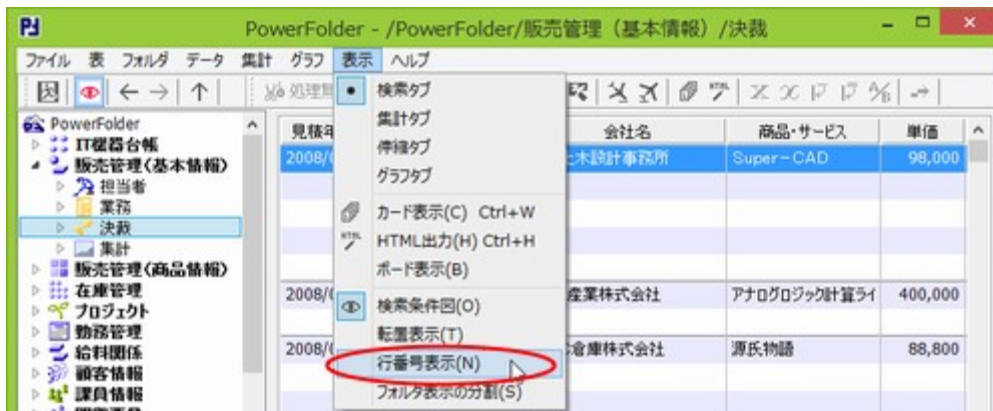 PowerFolder - /PowerFolder/販売管理（基本情報）/決裁
ファイル 表 フォルダ データ 集計 グラフ 表示 ヘルプ
検索タブ
集計タブ
伸縮タブ
グラフタブ
カード表示(C) Ctrl+W
HTML出力(H) Ctrl+H
ボード表示(B)
検索条件図(O)
転置表示(T)
行番号表示(N)
フォルダ表示の分割(S)
PowerFolder
IT機器台帳
販売管理(基本情報)
担当者
業務
決裁
集計
販売管理(商品情報)
在庫管理
プロジェクト
勤務管理
給料関係
顧客情報
課員情報
会社名 商品・サービス 単価
木設計事務所 Super－CAD 98,000
2008/ 産業株式会社 アナログロジック計算ライ 400,000
2008/ 倉庫株式会社 源氏物語 88,800